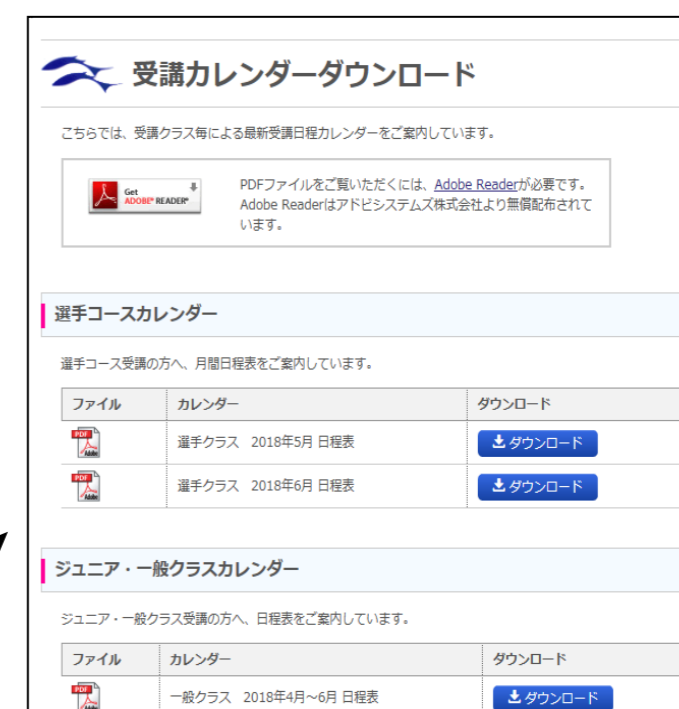 受講カレンダーダウンロード
こちらでは、受講クラス毎による最新受講日程カレンダーをご案内しています。
Get
ADOBE® READER®
PDFファイルをご覧いただくには、Adobe Readerが必要です。
Adobe Readerはアドビシステムズ株式会社より無償配布されて
います。
選手コースカレンダー
選手コース受講の方へ、月間日程表をご案内しています。
ファイル カレンダー ダウンロード
PDF Adobe 選手クラス 2018年5月 日程表 ダウンロード
PDF Adobe 選手クラス 2018年6月 日程表 ダウンロード
ジュニア・一般クラスカレンダー
ジュニア・一般クラス受講の方へ、日程表をご案内しています。
ファイル カレンダー ダウンロード
PDF 一般クラス 2018年4月～6月 日程表 ダウンロード